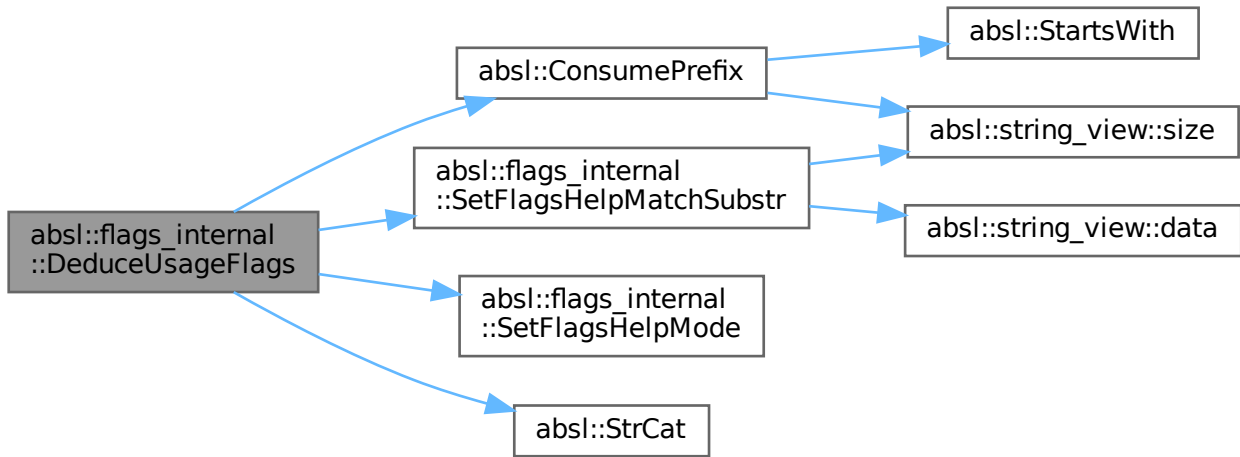 absl::flags_internal
::DeduceUsageFlags
absl::ConsumePrefix
absl::flags_internal
::SetFlagsHelpMatchSubstr
absl::flags_internal
::SetFlagsHelpMode
absl::StrCat
absl::StartsWith
absl::string_view::size
absl::string_view::data